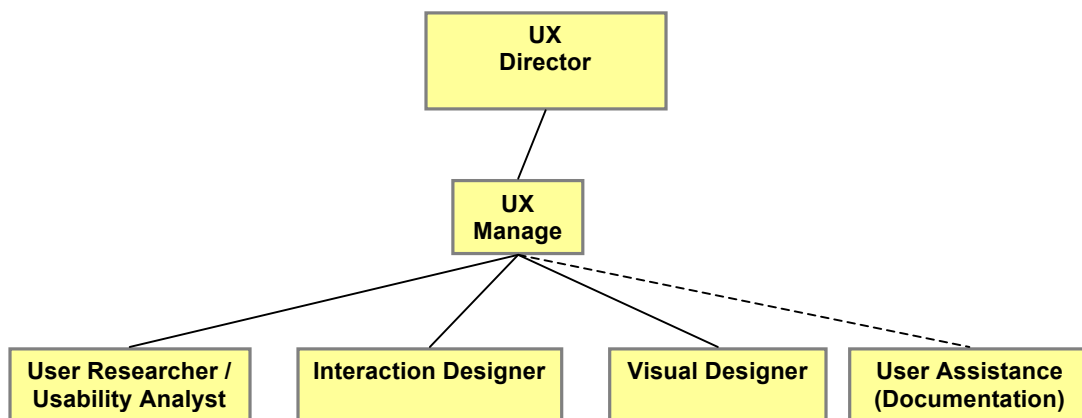 UX
Director
UX
Manage
User Researcher /
Usability Analyst
Interaction Designer
Visual Designer
User Assistance
(Documentation)